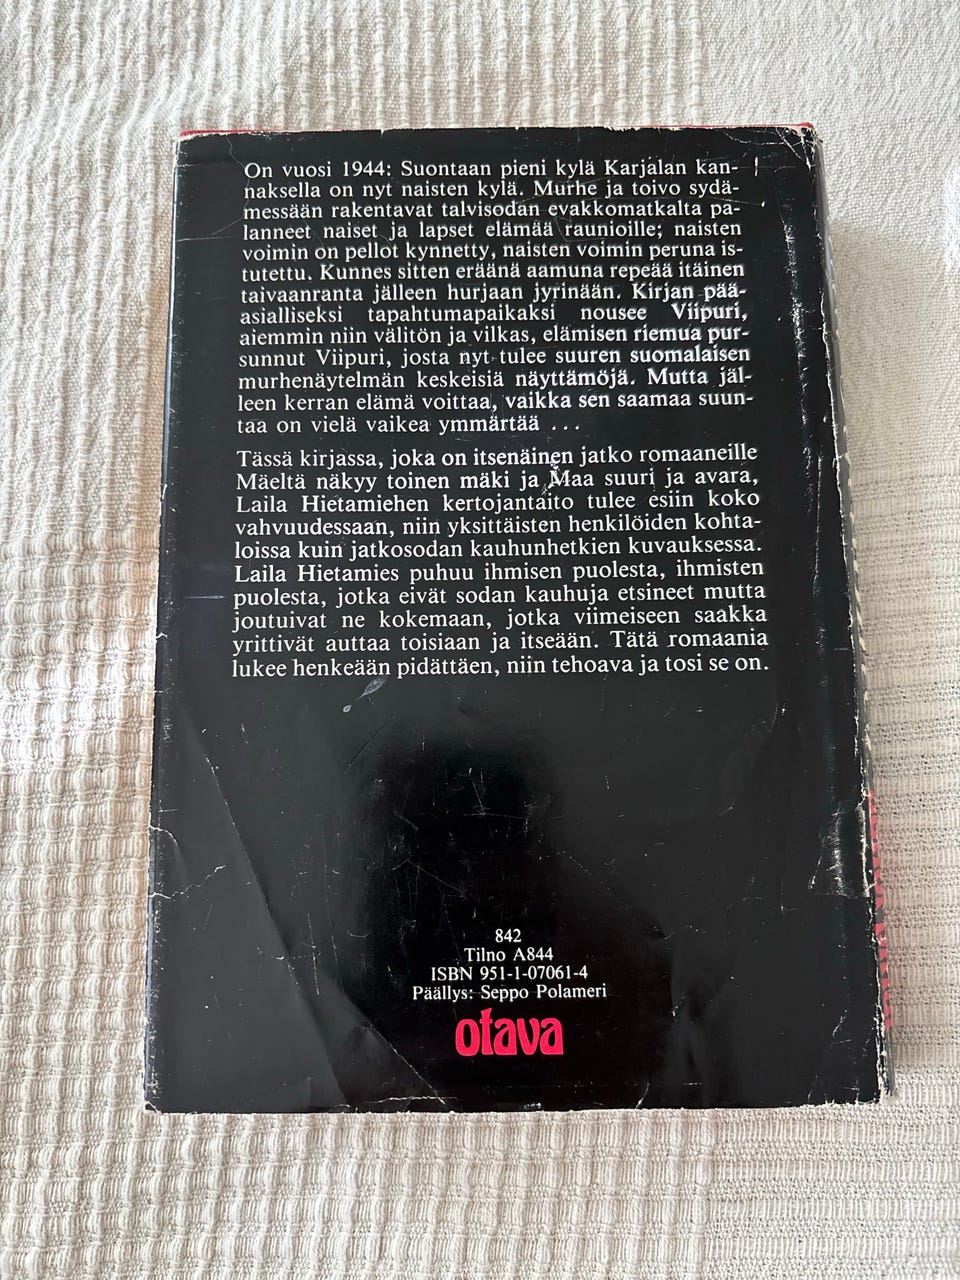 On vuosi 1944: Suontaan pieni kylä Karjalan kan-
naksella on nyt naisten kylä. Murhe ja toivo sydä-
messään rakentavat talvisodan evakkomatkalta pa-
lanneet naiset ja lapset elämää raunioille; naisten
voimin on pellot kynnetty, naisten voimin peruna is-
tutettu. Kunnes sitten eräänä aamuna repeää itäinen
taivaanranta jälleen hurjaan jyrinään. Kirjan pää-
asialliseksi tapahtumapaikaksi nousee Viipuri,
aiemmin niin välitön ja vilkas, elämisen riemua pur-
sunnut Viipuri, josta nyt tulee suuren suomalaisen
murhenäytelmän keskeisiä näyttämöjä. Mutta jäl-
leen kerran elämä voittaa, vaikka sen saamaa suun-
taa on vielä vaikea ymmärtää ...
Tässä kirjassa, joka on itsenäinen jatko romaaneille
Mäeltä näkyy toinen mäki ja Maa suuri ja avara,
Laila Hietamiehen kertojantaito tulee esiin koko
vahvuudessaan, niin yksittäisten henkilöiden kohta-
loissa kuin jatkosodan kauhunhetkien kuvauksessa.
Laila Hietamies puhuu ihmisen puolesta, ihmisten
puolesta, jotka eivät sodan kauhuja etsineet mutta
joutuivat ne kokemaan, jotka viimeiseen saakka
yrittivät auttaa toisiaan ja itseään. Tätä romaania
lukee henkeään pidättäen, niin tehoava ja tosi se on.
842
Tilno A844
ISBN 951-1-07061-4
Päällys: Seppo Polameri
otava